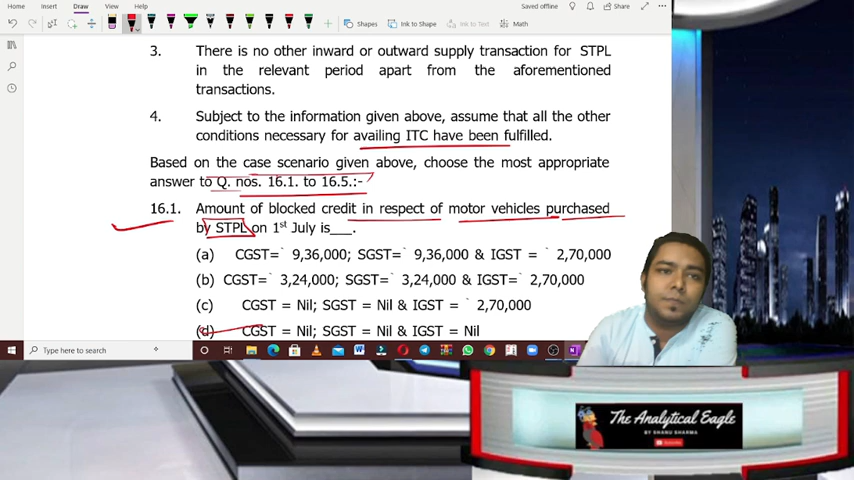 Home Insert Draw View Help
Saved offline
Share
Shapes
Ink to Shape
Ink to Text
Math
3. There is no other inward or outward supply transaction for STPL
in the relevant period apart from the aforementioned
transactions.
4. Subject to the information given above, assume that all the other
conditions necessary for availing ITC have been fulfilled.
Based on the case scenario given above, choose the most appropriate
answer to Q. nos. 16.1. to 16.5.:-
16.1. Amount of blocked credit in respect of motor vehicles purchased
by STPL on 1st July is___.
(a) CGST=` 9,36,000; SGST=` 9,36,000 & IGST = ` 2,70,000
(b) CGST=` 3,24,000; SGST=` 3,24,000 & IGST=` 2,70,000
(c) CGST = Nil; SGST = Nil & IGST = ` 2,70,000
(d) CGST = Nil; SGST = Nil & IGST = Nil
Type here to search
The Analytical Eagle
BY SHANU SHARMA